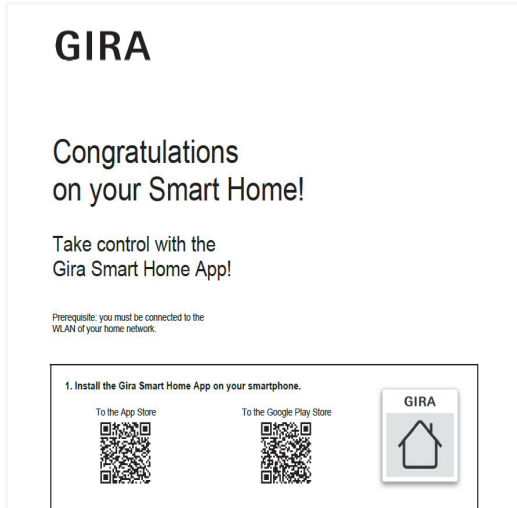 GIRA
Congratulations
on your Smart Home!
Take control with the
Gira Smart Home App!
Prerequisite: you must be connected to the
WLAN of your home network.
1. Install the Gira Smart Home App on your smartphone.
To the App Store
To the Google Play Store
GIRA